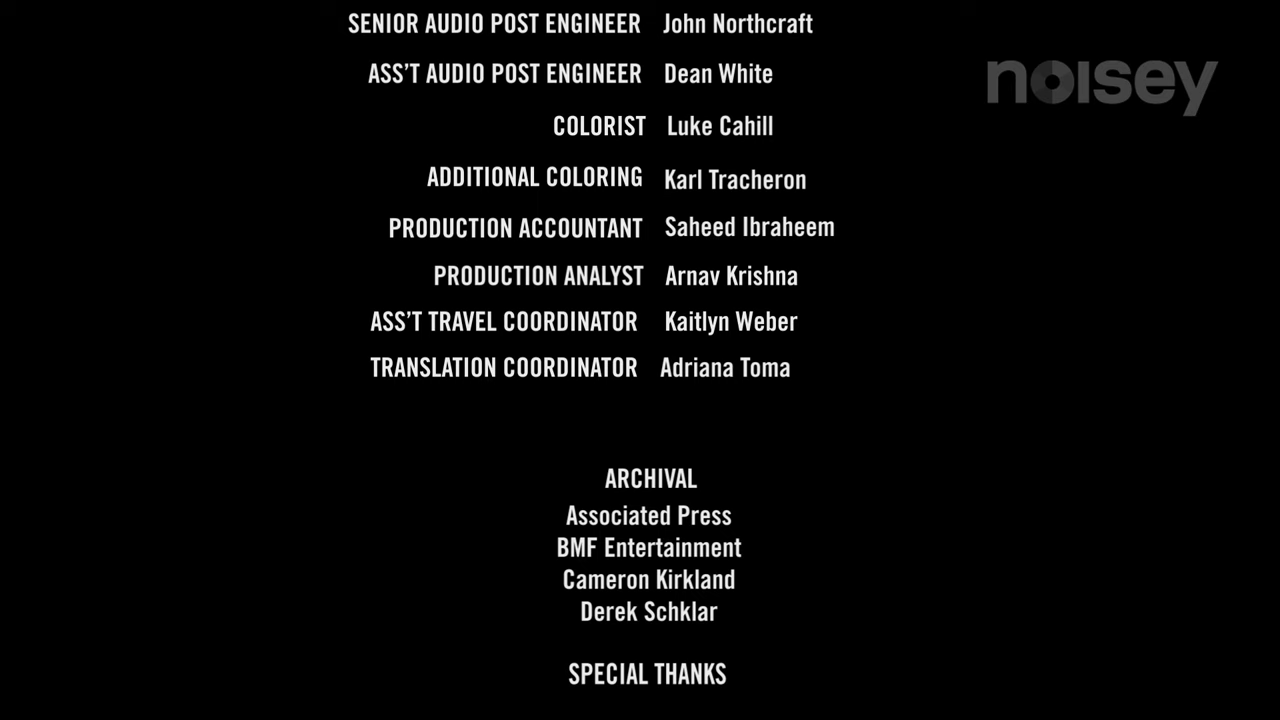 SENIOR AUDIO POST ENGINEER John Northcraft
noisey
ASS'T AUDIO POST ENGINEER Dean White
COLORIST Luke Cahill
ADDITIONAL COLORING Karl Tracheron
PRODUCTION ACCOUNTANT Saheed Ibraheem
PRODUCTION ANALYST Arnav Krishna
ASS'T TRAVEL COORDINATOR Kaitlyn Weber
TRANSLATION COORDINATOR Adriana Toma
ARCHIVAL
Associated Press
BMF Entertainment
Cameron Kirkland
Derek Schklar
SPECIAL THANKS